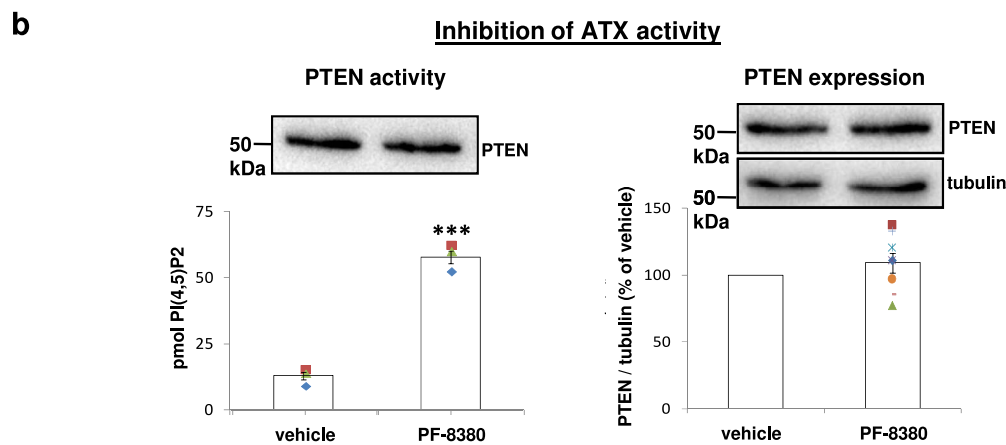 b
Inhibition of ATX activity
PTEN activity
50
kDa
PTEN
pmol PI(4,5)P2
75
50
25
0
***
vehicle
PF-8380
PTEN expression
50
kDa
PTEN
50
kDa
tubulin
PTEN / tubulin (% of vehicle)
150
100
50
0
vehicle
PF-8380